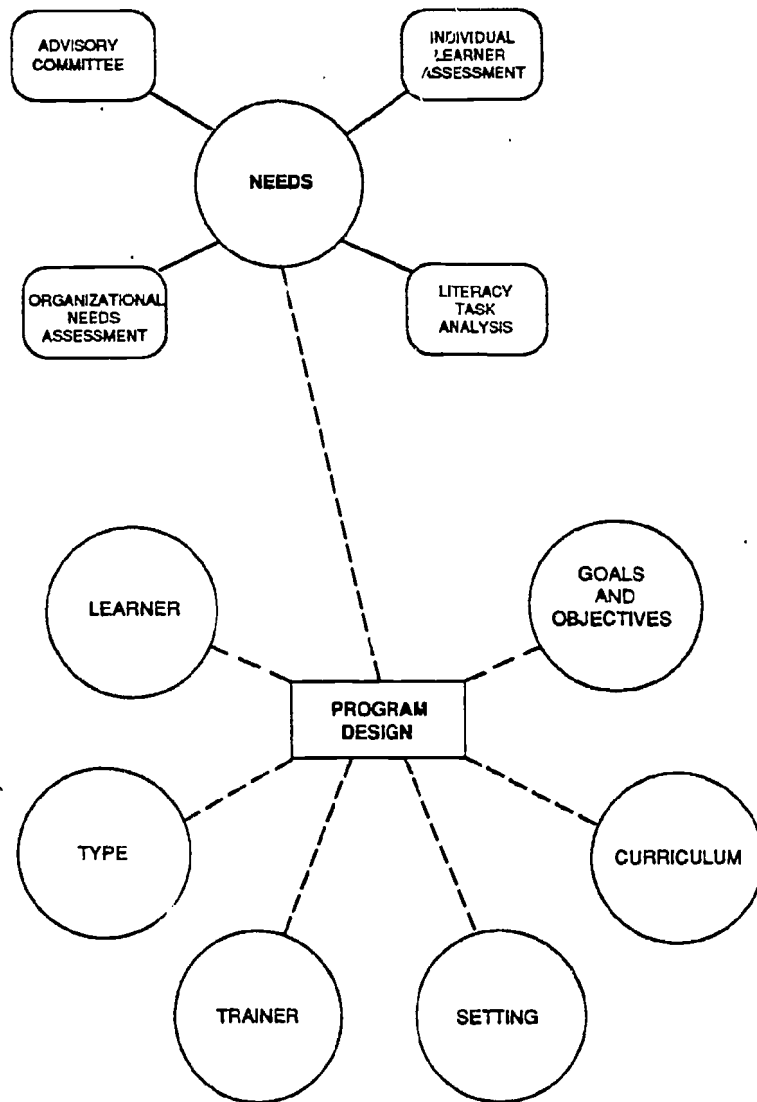 ADVISORY
COMMITTEE
INDIVIDUAL
LEARNER
ASSESSMENT
NEEDS
ORGANIZATIONAL
NEEDS
ASSESSMENT
LITERACY
TASK
ANALYSIS
LEARNER
GOALS
AND
OBJECTIVES
PROGRAM
DESIGN
TYPE
CURRICULUM
TRAINER
SETTING